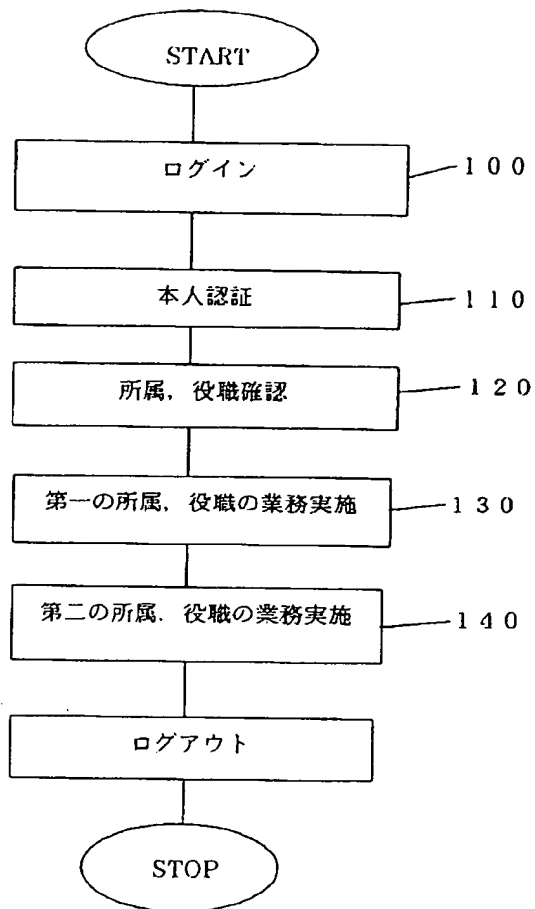 START
ログイン
100
本人認証
110
所属,役職確認
120
第一の所属,役職の業務実施
130
第二の所属.役職の業務実施
140
ログアウト
STOP